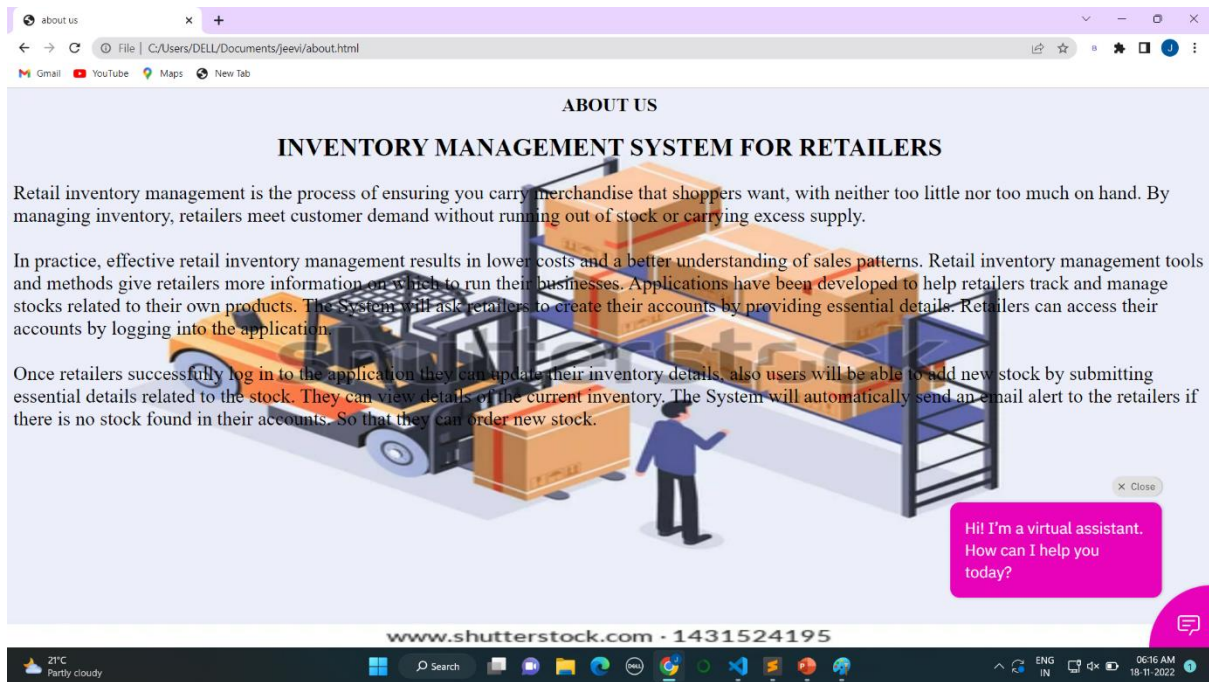 about us
File | C:/Users/DELL/Documents/jeevi/about.html
B
J
Gmail YouTube Maps New Tab
ABOUT US
INVENTORY MANAGEMENT SYSTEM FOR RETAILERS
Retail inventory management is the process of ensuring you carry merchandise that shoppers want, with neither too little nor too much on hand. By
managing inventory, retailers meet customer demand without running out of stock or carrying excess supply.
In practice, effective retail inventory management results in lower costs and a better understanding of sales patterns. Retail inventory management tools
and methods give retailers more information on which to run their businesses. Applications have been developed to help retailers track and manage
stocks related to their own products. The System will ask retailers to create their accounts by providing essential details. Retailers can access their
accounts by logging into the application.
shutterstock
Once retailers successfully log in to the application they can update their inventory details, also users will be able to add new stock by submitting
essential details related to the stock. They can view details of the current inventory. The System will automatically send an email alert to the retailers if
there is no stock found in their accounts. So that they can order new stock.
Close
Hi! I'm a virtual assistant.
How can I help you
today?
www.shutterstock.com · 1431524195
21°C
Partly cloudy
Search
DELL
ENG
IN
06:16 AM
18-11-2022
1